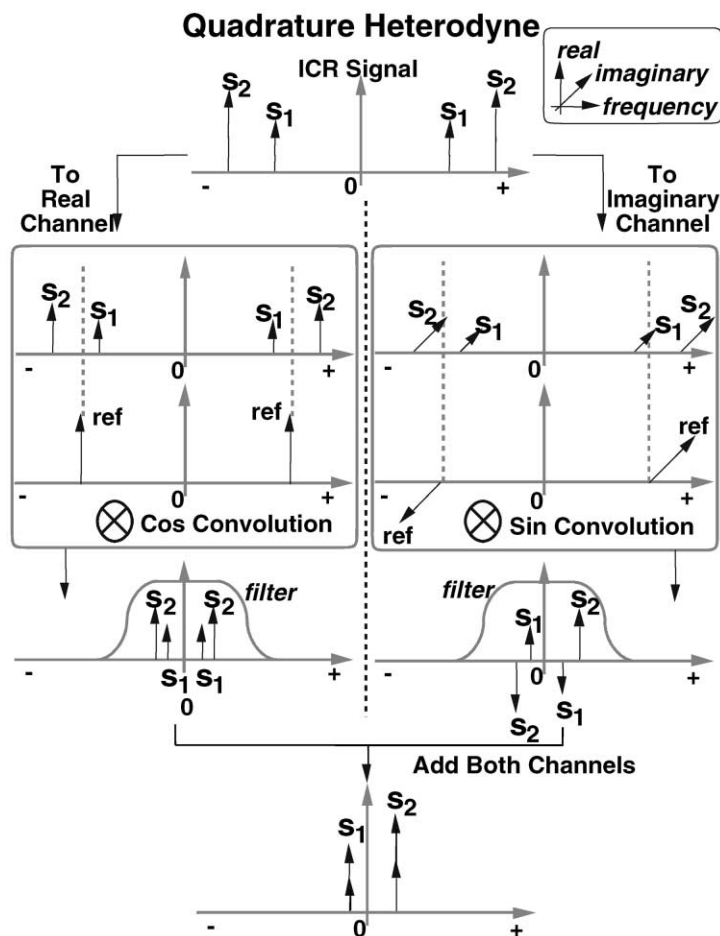 Quadrature Heterodyne
real
imaginary
frequency
ICR Signal
S2
S1
S1
S2
-
0
+
To
Real
Channel
To
Imaginary
Channel
S2
S1
S1
S2
-
0
+
ref
ref
-
0
+
Cos Convolution
S2
S1
S1
S2
-
0
+
ref
-
0
+
ref
Sin Convolution
filter
S2
S2
-
S1
S1
+
0
filter
S1
S2
-
0
+
S2
S1
Add Both Channels
S1
S2
-
0
+